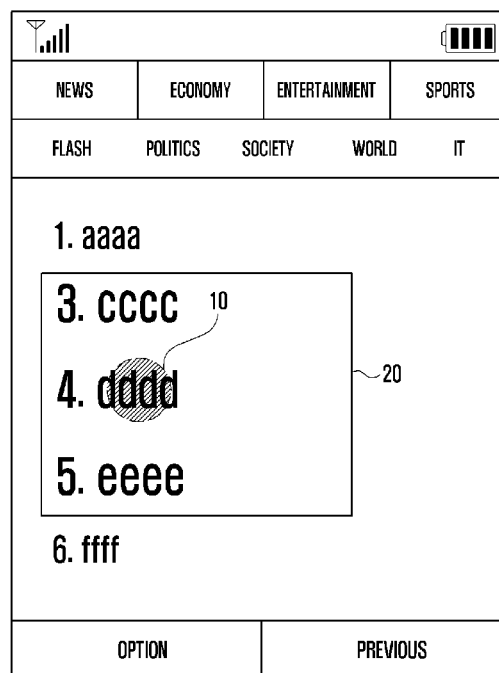 NEWS ECONOMY ENTERTAINMENT SPORTS
FLASH POLITICS SOCIETY WORLD IT
1. aaaa
3. cccc 10
4. dddd
20
5. eeee
6. ffff
OPTION PREVIOUS